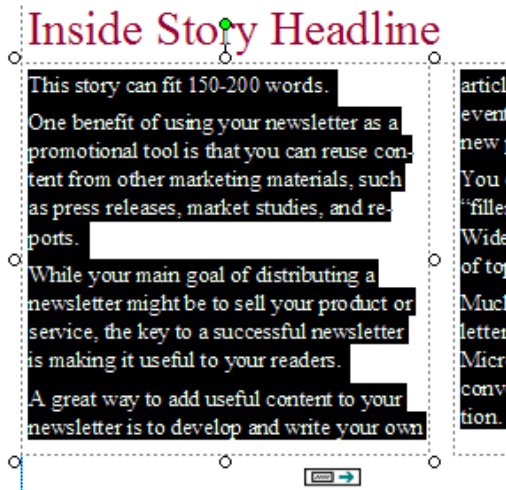 Inside Story Headline
This story can fit 150-200 words.
One benefit of using your newsletter as a
promotional tool is that you can reuse con-
tent from other marketing materials, such
as press releases, market studies, and re-
ports.
While your main goal of distributing a
newsletter might be to sell your product or
service, the key to a successful newsletter
is making it useful to your readers.
A great way to add useful content to your
newsletter is to develop and write your own
new
You
of
tion.